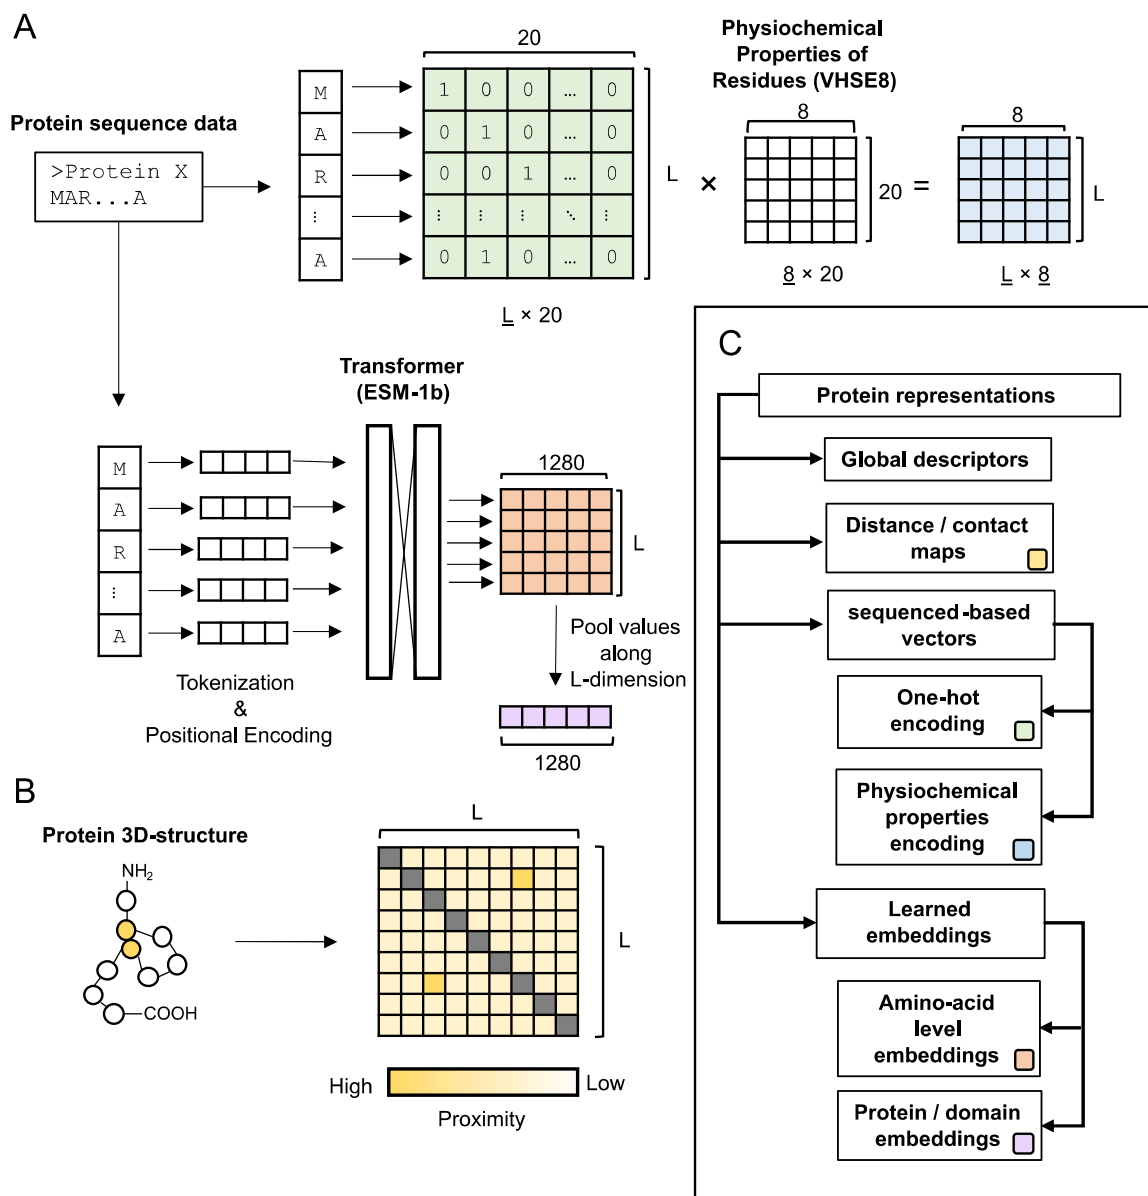 A
Protein sequence data
>Protein X
MAR...A
M
A
R
⋮
A
20
1 0 0 ... 0
0 1 0 ... 0
0 0 1 ... 0
⋮ ⋮ ⋮ ⋱ ⋮
0 1 0 ... 0
L
L × 20
×
Physiochemical
Properties of
Residues (VHSE8)
8
20
8 × 20
=
8
L
L × 8
Transformer
(ESM-1b)
M
A
R
⋮
A
Tokenization
&
Positional Encoding
1280
L
Pool values
along
L-dimension
1280
B
Protein 3D-structure
NH₂
COOH
L
L
High
Low
Proximity
C
Protein representations
Global descriptors
Distance / contact
maps
sequenced-based
vectors
One-hot
encoding
Physiochemical
properties
encoding
Learned
embeddings
Amino-acid
level
embeddings
Protein / domain
embeddings